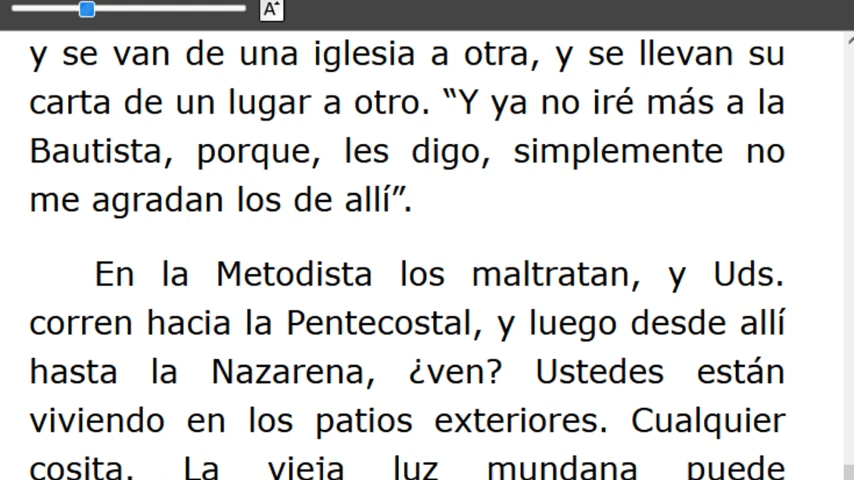 A
y se van de una iglesia a otra, y se llevan su
carta de un lugar a otro. “Y ya no iré más a la
Bautista, porque, les digo, simplemente no
me agradan los de allí”.
En la Metodista los maltratan, y Uds.
corren hacia la Pentecostal, y luego desde allí
hasta la Nazarena, ¿ven? Ustedes están
viviendo en los patios exteriores. Cualquier
cosita. La vieja luz mundana puede